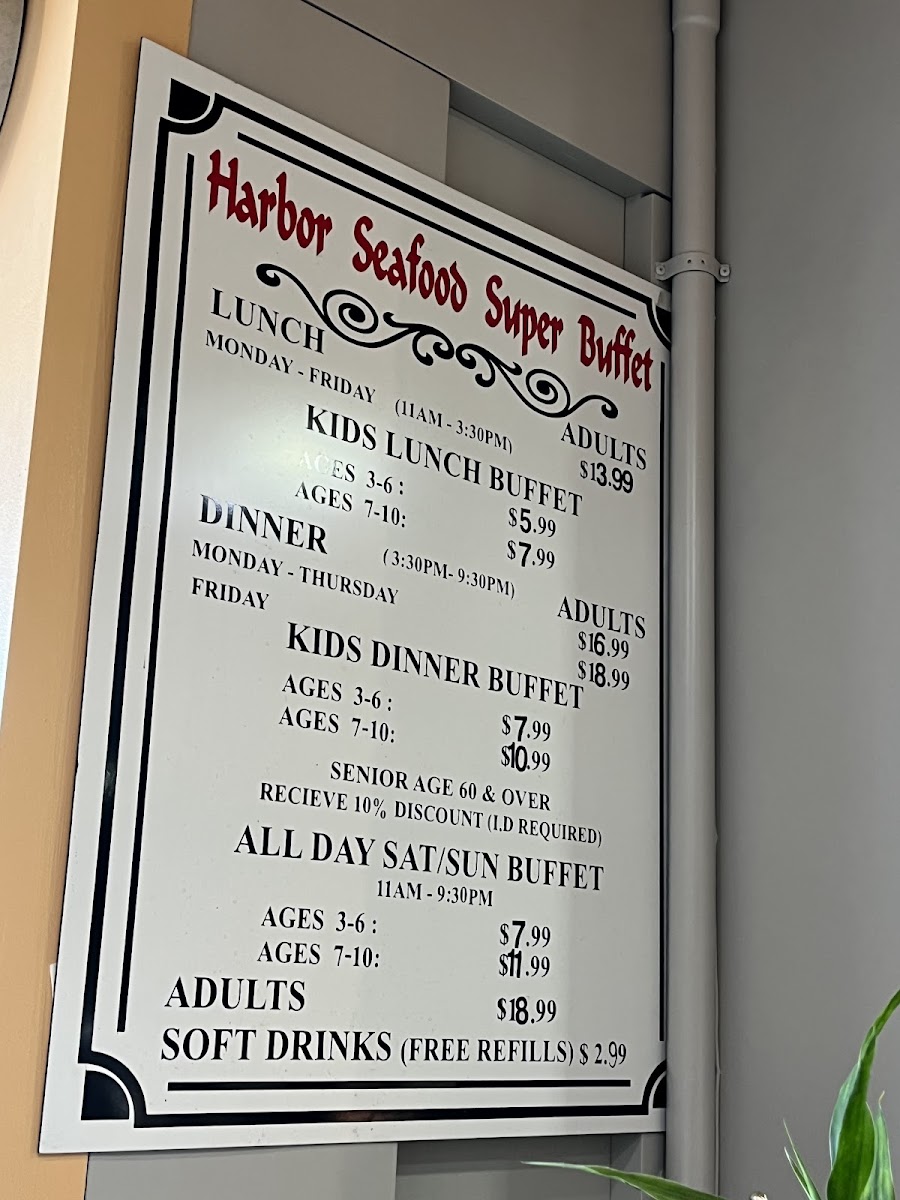 Harbor Seafood Super Buffet
LUNCH
MONDAY - FRIDAY (11AM - 3:30PM)
ADULTS
$13.99
KIDS LUNCH BUFFET
AGES 3-6 : $5.99
AGES 7-10: $7.99
DINNER (3:30PM- 9:30PM)
ADULTS
MONDAY - THURSDAY $16.99
FRIDAY $18.99
KIDS DINNER BUFFET
AGES 3-6 : $7.99
AGES 7-10: $10.99
SENIOR AGE 60 & OVER
RECIEVE 10% DISCOUNT (I.D REQUIRED)
ALL DAY SAT/SUN BUFFET
11AM - 9:30PM
AGES 3-6 : $7.99
AGES 7-10: $11.99
ADULTS $18.99
SOFT DRINKS (FREE REFILLS) $ 2.99